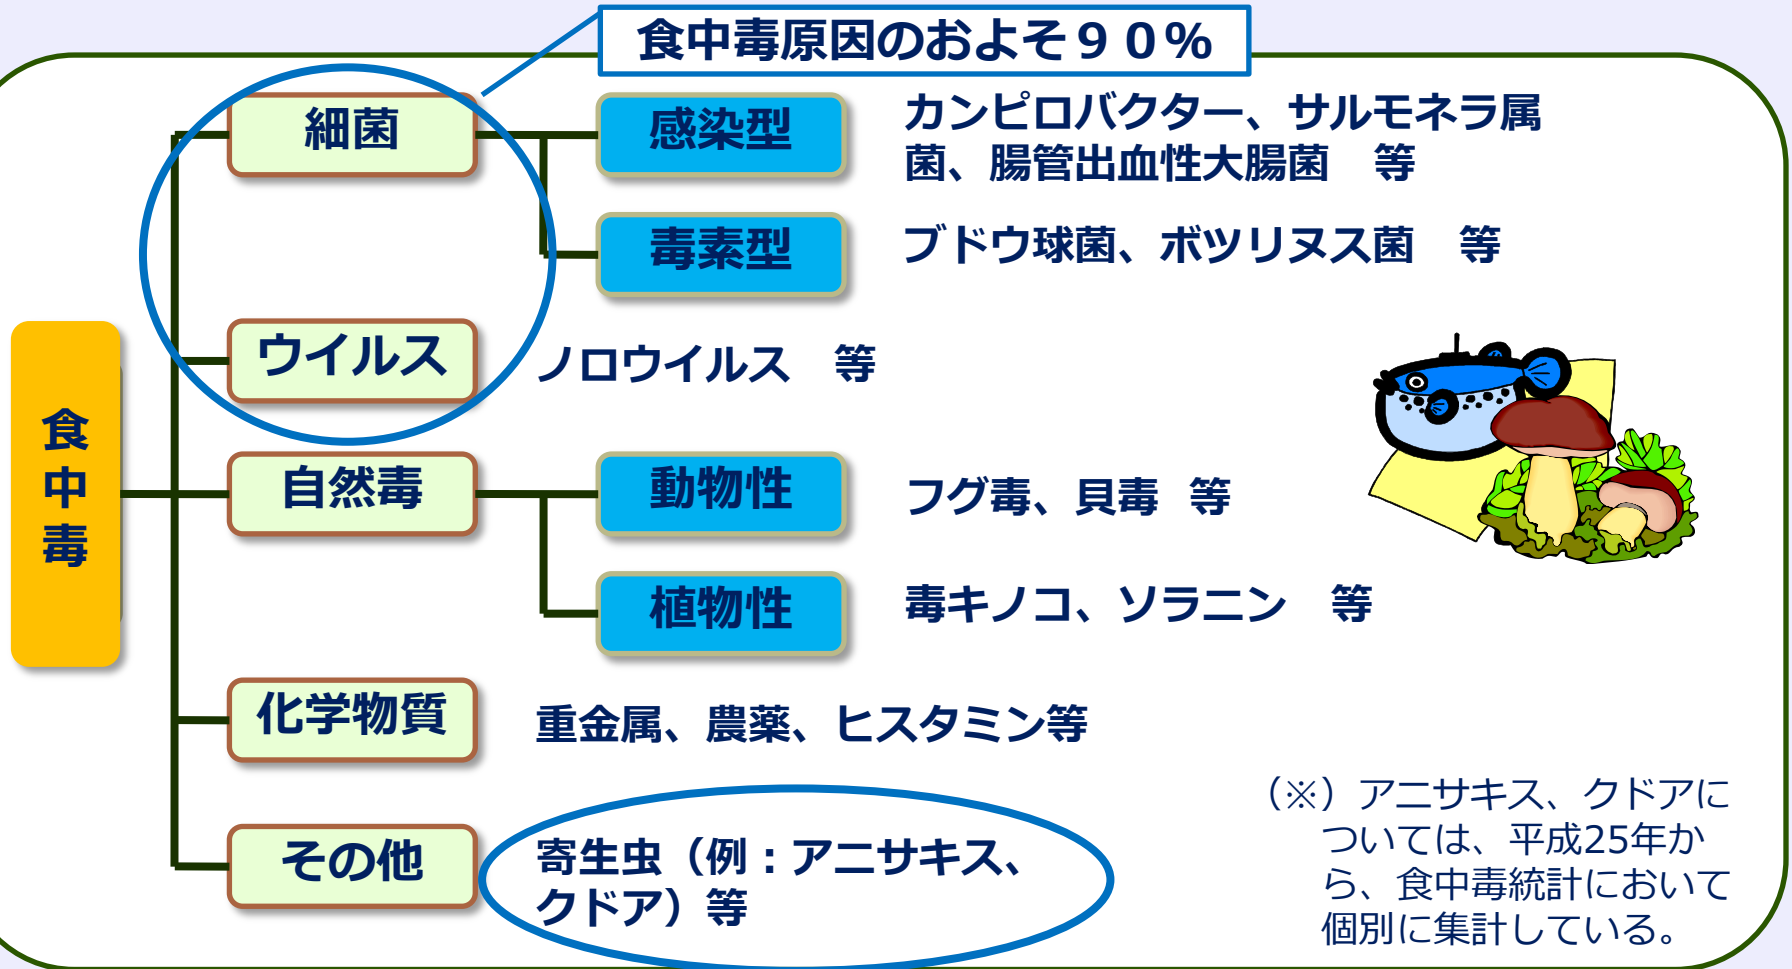 食中毒原因のおよそ９０％
細菌
感染型
カンピロバクター、サルモネラ属
菌、腸管出血性大腸菌　等
毒素型
ブドウ球菌、ボツリヌス菌　等
ウイルス
ノロウイルス　等
食中毒
自然毒
動物性
フグ毒、貝毒 等
植物性
毒キノコ、ソラニン　等
化学物質
重金属、農薬、ヒスタミン等
その他
寄生虫（例：アニサキス、
クドア）等
（※）アニサキス、クドアに
ついては、平成25年か
ら、食中毒統計において
個別に集計している。